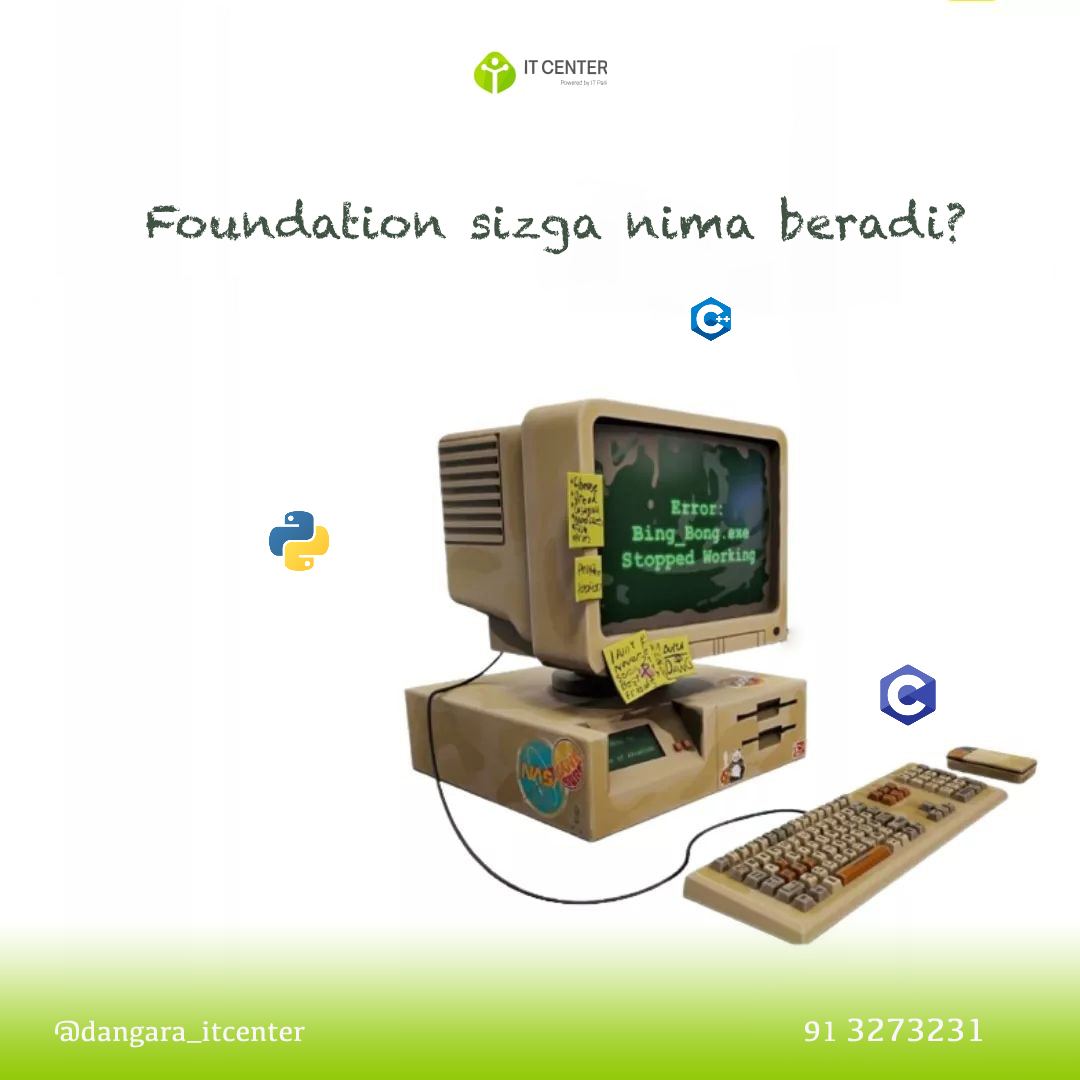 IT CENTER
Powered by IT Park
Foundation sizga nima beradi?
C++
Error:
Bing_Bong.exe
Stopped Working
C
@dangara_itcenter
91 3273231